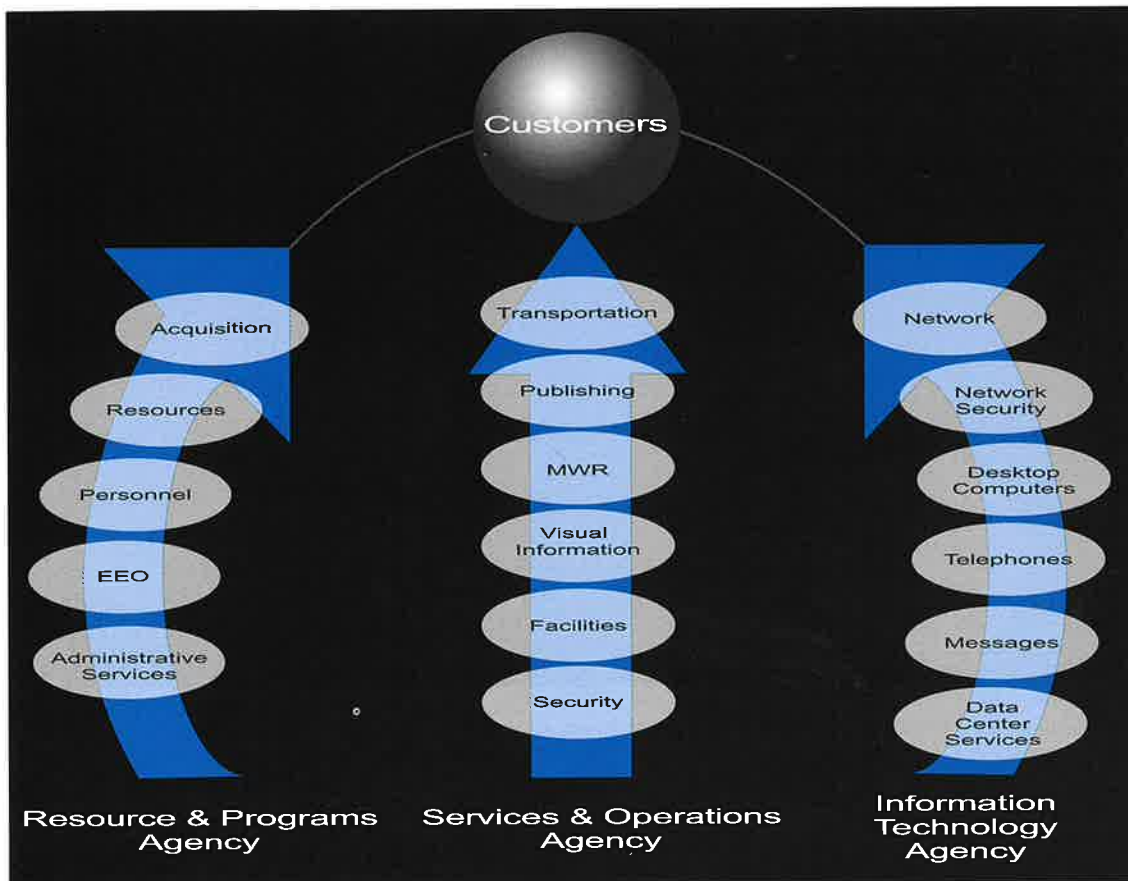 Customers
Acquisition
Resources
Personnel
EEO
Administrative
Services
Resource & Programs
Agency
Transportation
Publishing
MWR
Visual
Information
Facilities
Security
Services & Operations
Agency
Network
Network
Security
Desktop
Computers
Telephones
Messages
Data
Center
Services
Information
Technology
Agency